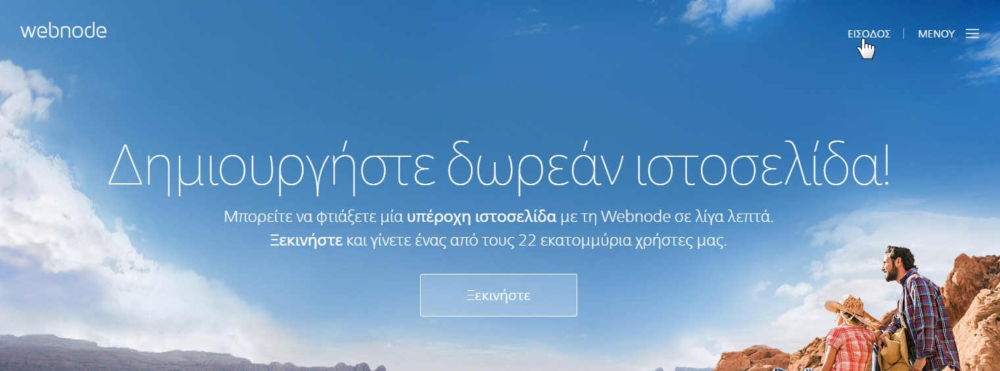 webnode
ΕΙΣΟΔΟΣ | ΜΕΝΟΥ
Δημιουργήστε δωρεάν ιστοσελίδα!
Μπορείτε να φτιάξετε μία υπέροχη ιστοσελίδα με τη Webnode σε λίγα λεπτά.
Ξεκινήστε και γίνετε ένας από τους 22 εκατομμύρια χρήστες μας.
Ξεκινήστε